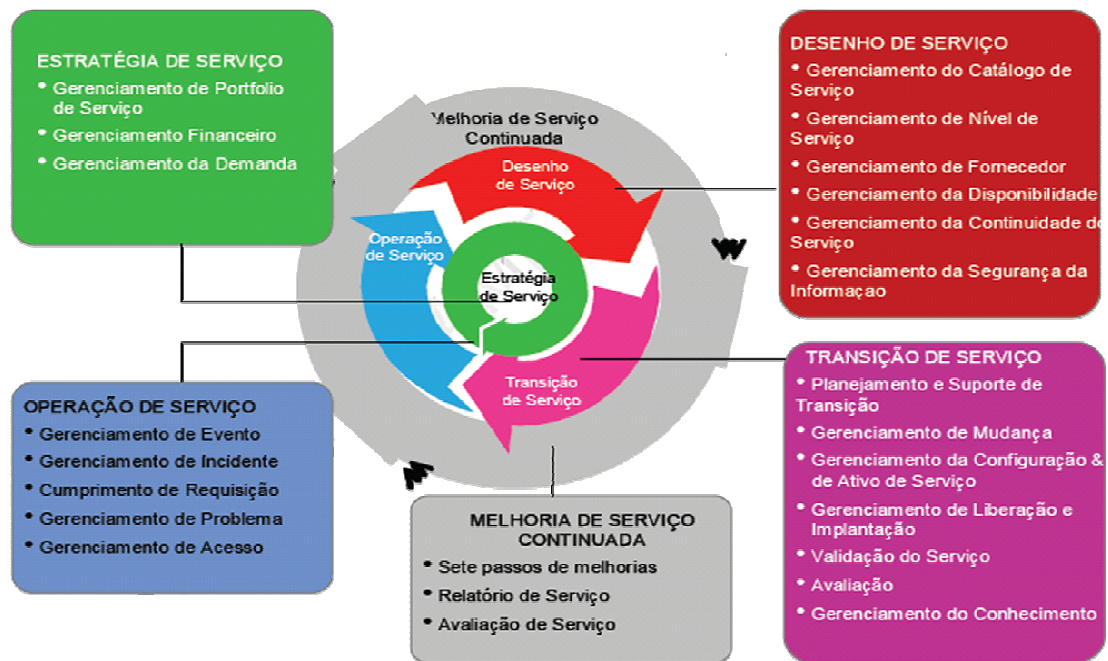 ESTRATÉGIA DE SERVIÇO
• Gerenciamento de Portfolio
de Serviço
• Gerenciamento Financeiro
• Gerenciamento da Demanda
DESENHO DE SERVIÇO
• Gerenciamento do Catálogo de
Serviço
• Gerenciamento de Nível de
Serviço
• Gerenciamento de Fornecedor
• Gerenciamento da Disponibilidade
• Gerenciamento da Continuidade do
Serviço
• Gerenciamento da Segurança da
Informaçao
Melhoria de Serviço
Continuada
Desenho
de Serviço
Operação
de Serviço
Estratégia
de Serviço
Transição
de Serviço
OPERAÇÃO DE SERVIÇO
• Gerenciamento de Evento
• Gerenciamento de Incidente
• Cumprimento de Requisição
• Gerenciamento de Problema
• Gerenciamento de Acesso
MELHORIA DE SERVIÇO
CONTINUADA
• Sete passos de melhorias
• Relatório de Serviço
• Avaliação de Serviço
TRANSIÇÃO DE SERVIÇO
• Planejamento e Suporte de
Transição
• Gerenciamento de Mudança
• Gerenciamento da Configuração &
de Ativo de Serviço
• Gerenciamento de Liberação e
Implantação
• Validação do Serviço
• Avaliação
• Gerenciamento do Conhecimento